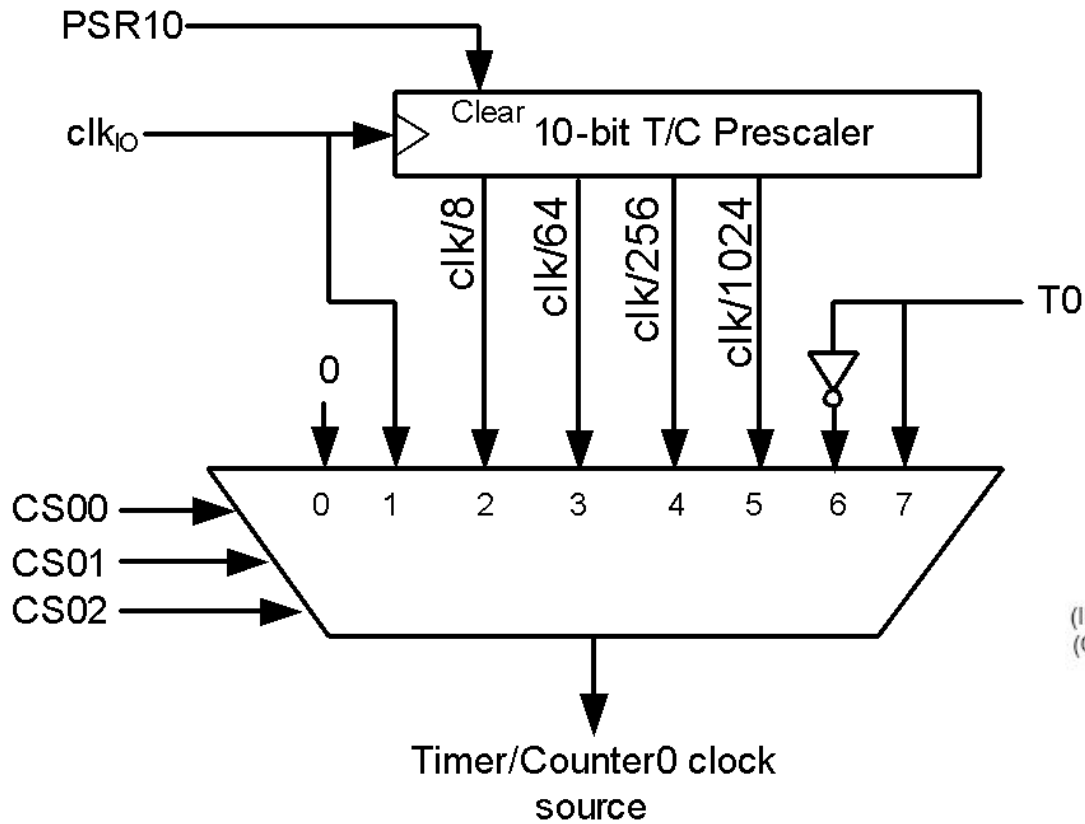 PSR10
Clear
clkIO
10-bit T/C Prescaler
clk/8
clk/64
clk/256
clk/1024
T0
0
0 1 2 3 4 5 6 7
CS00
CS01
CS02
Timer/Counter0 clock
source